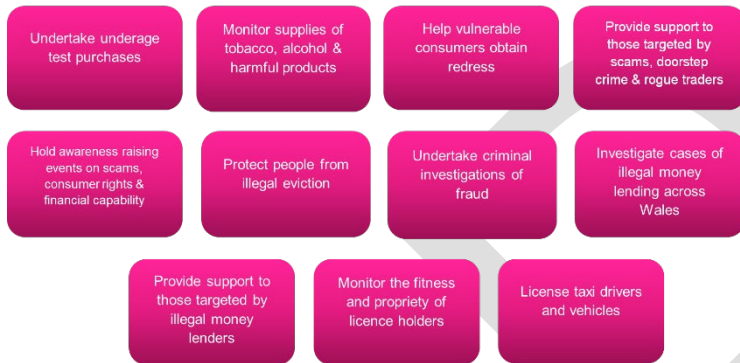 Undertake underage
test purchases
Monitor supplies of
tobacco, alcohol &
harmful products
Help vulnerable
consumers obtain
redress
Provide support to
those targeted by
scams, doorstep
crime & rogue traders
Hold awareness raising
events on scams,
consumer rights &
financial capability
Protect people from
illegal eviction
Undertake criminal
investigations of
fraud
Investigate cases of
illegal money
lending across
Wales
Provide support to
those targeted by
illegal money
lenders
Monitor the fitness
and propriety of
licence holders
License taxi drivers
and vehicles